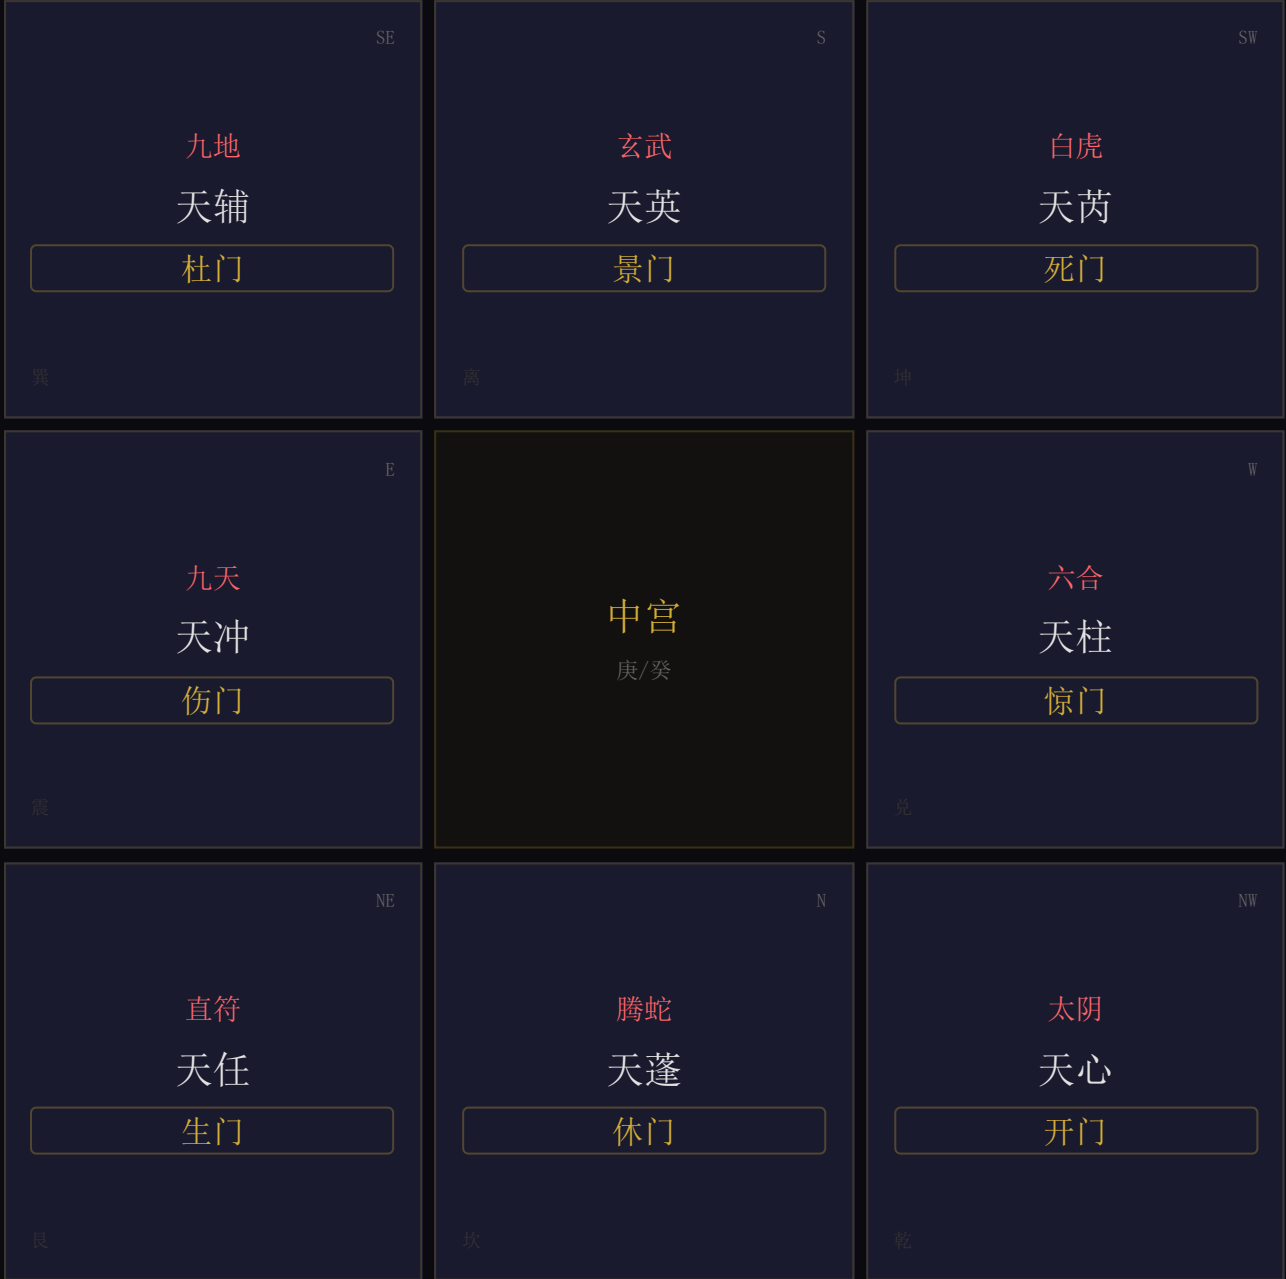 SE
九地
天辅
杜门
巽
S
玄武
天英
景门
离
SW
白虎
天芮
死门
坤
E
九天
天冲
伤门
震
中宫
庚/癸
W
六合
天柱
惊门
兑
NE
直符
天任
生门
艮
N
腾蛇
天蓬
休门
坎
NW
太阴
天心
开门
乾